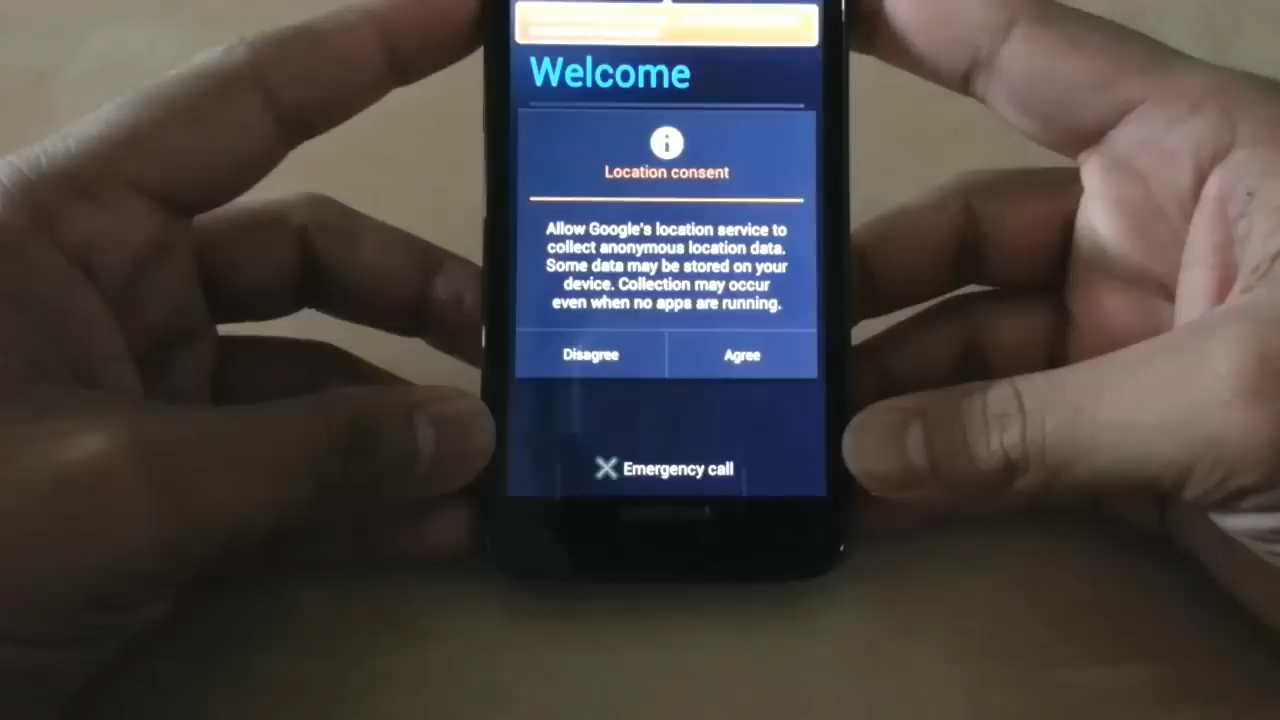 Welcome
Location consent
Allow Google's location service to
collect anonymous location data.
Some data may be stored on your
device. Collection may occur
even when no apps are running.
Disagree
Agree
Emergency call